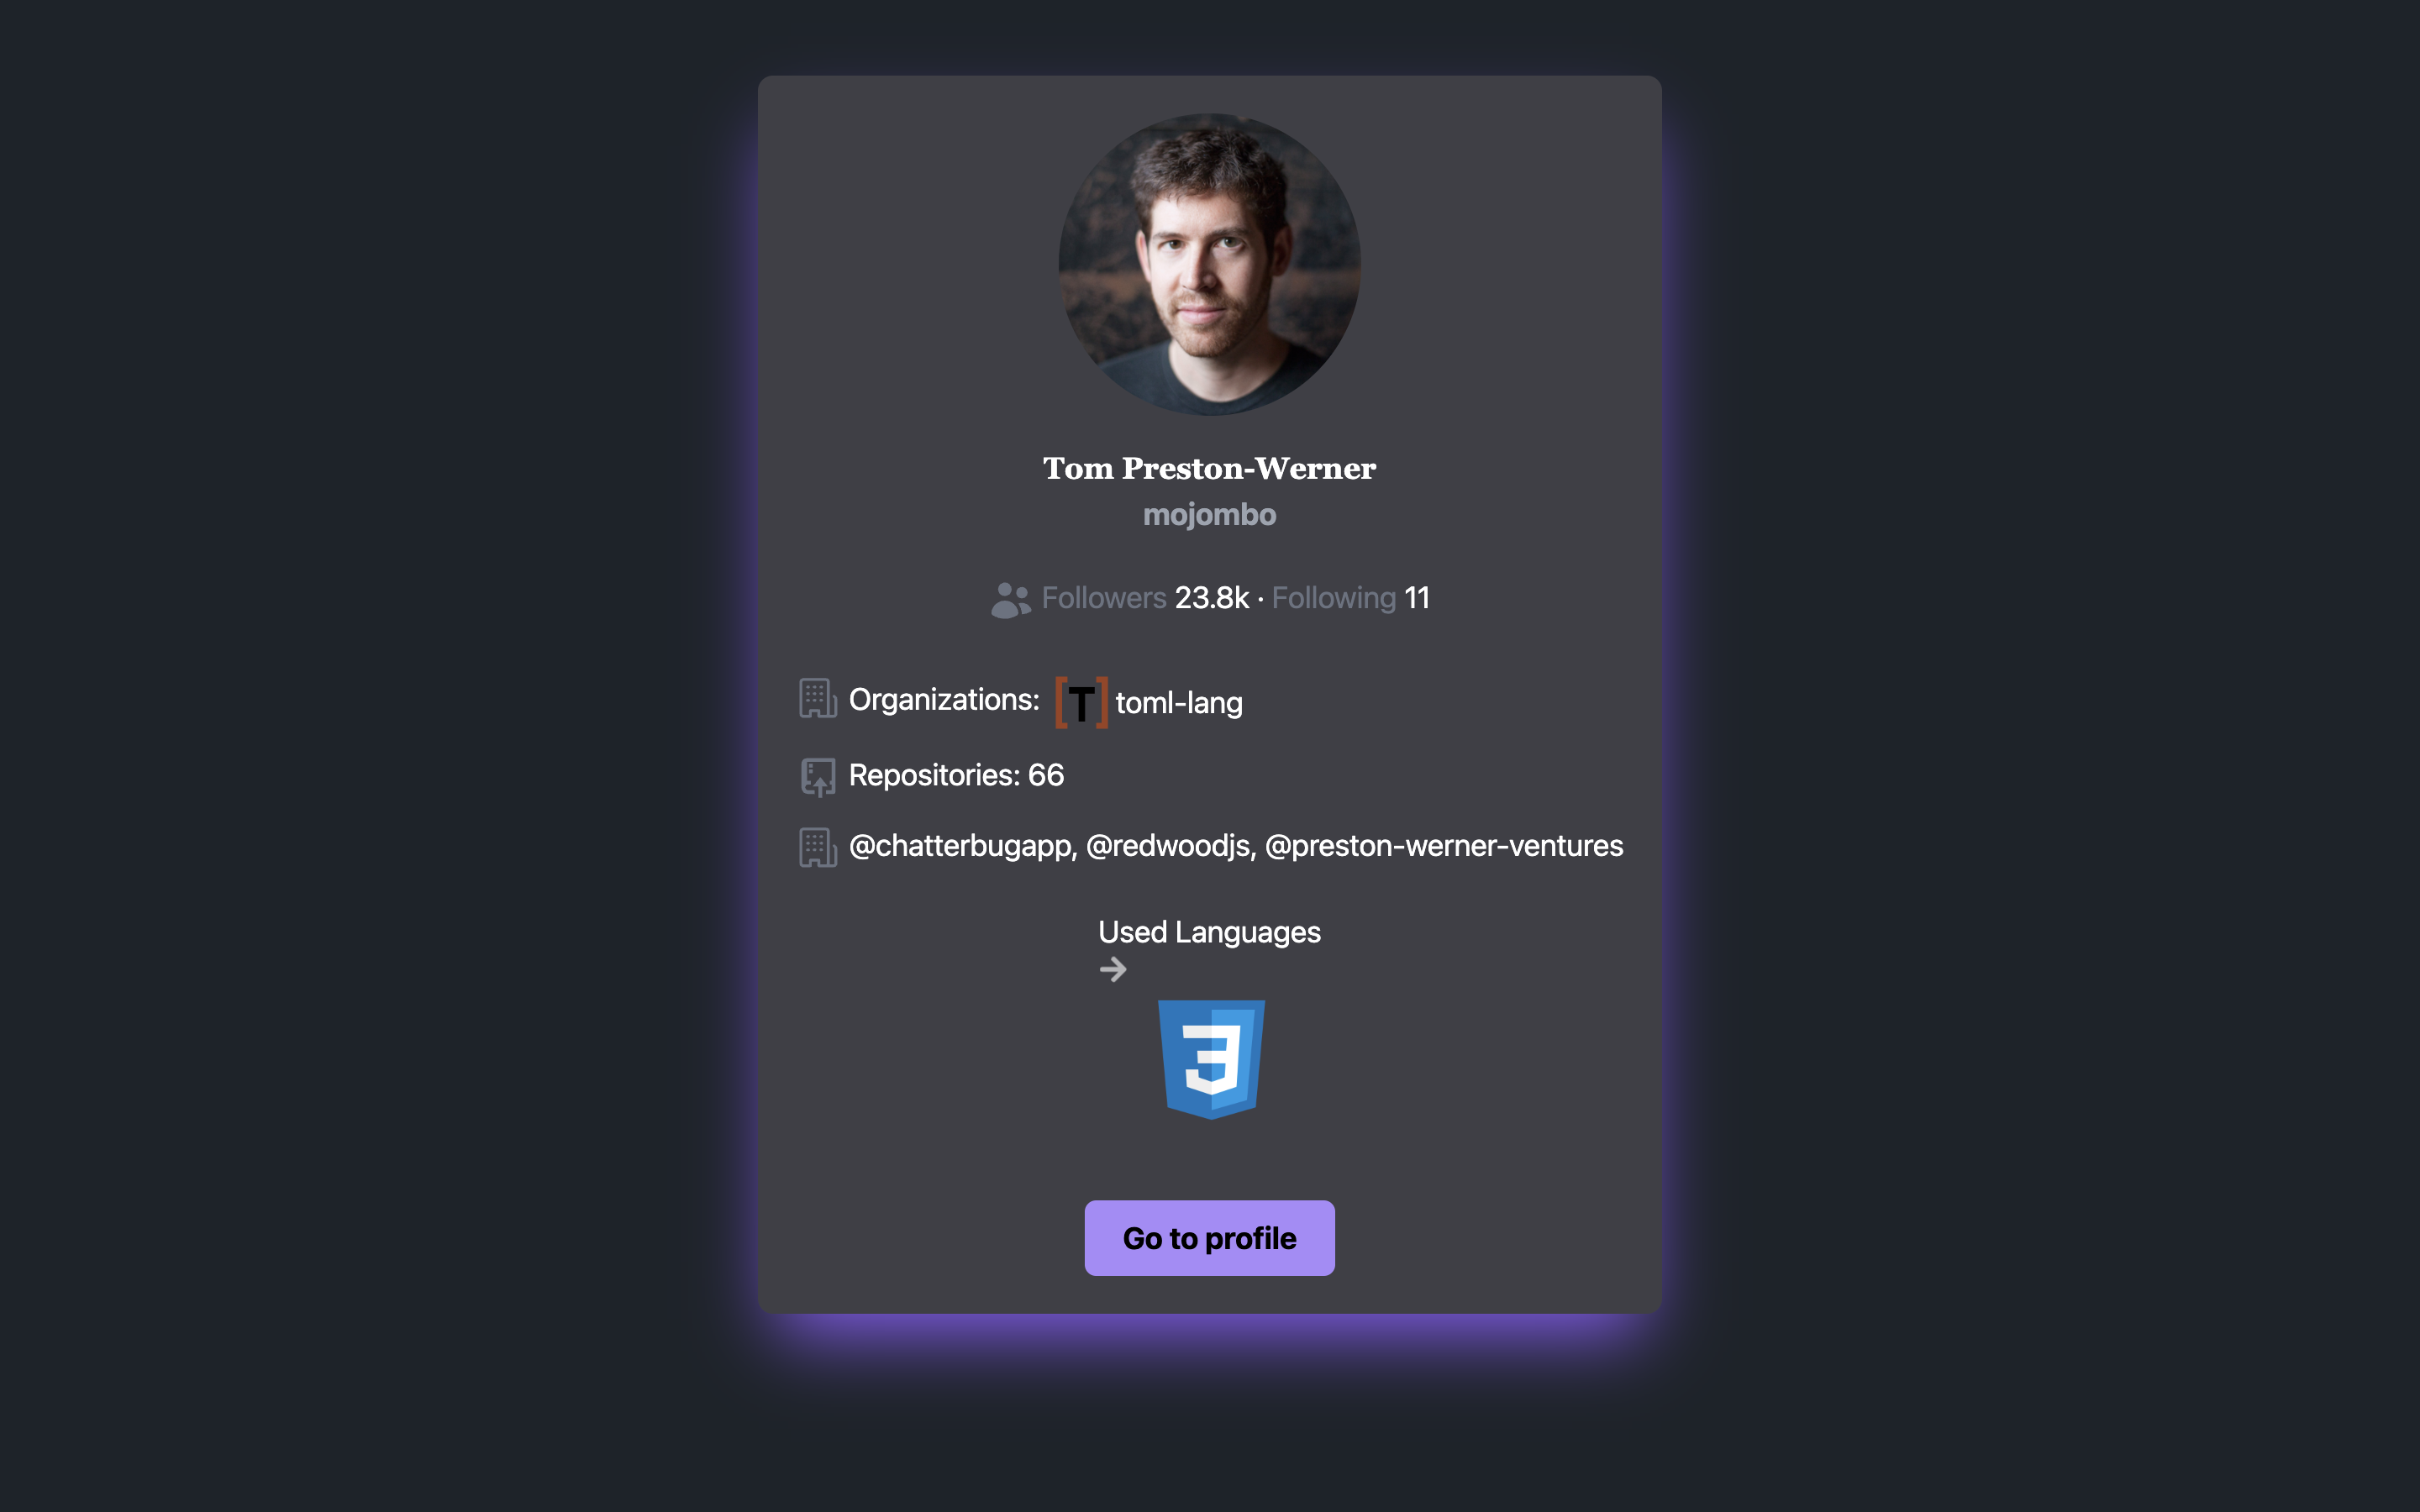 Tom Preston-Werner
mojombo
Followers 23.8k · Following 11
Organizations: [T] toml-lang
Repositories: 66
@chatterbugapp, @redwoodjs, @preston-werner-ventures
Used Languages
3
Go to profile